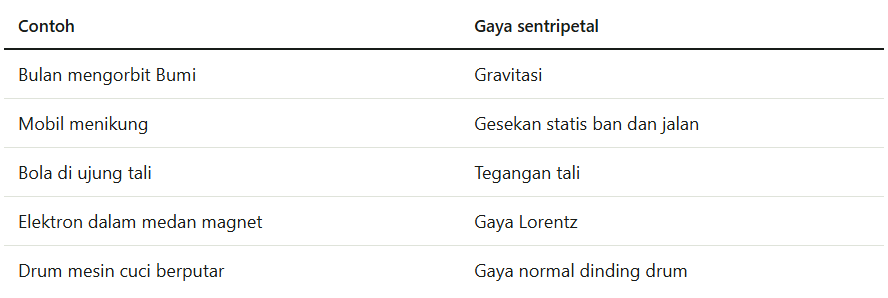 Contoh Gaya sentripetal
Bulan mengorbit Bumi Gravitasi
Mobil menikung Gesekan statis ban dan jalan
Bola di ujung tali Tegangan tali
Elektron dalam medan magnet Gaya Lorentz
Drum mesin cuci berputar Gaya normal dinding drum